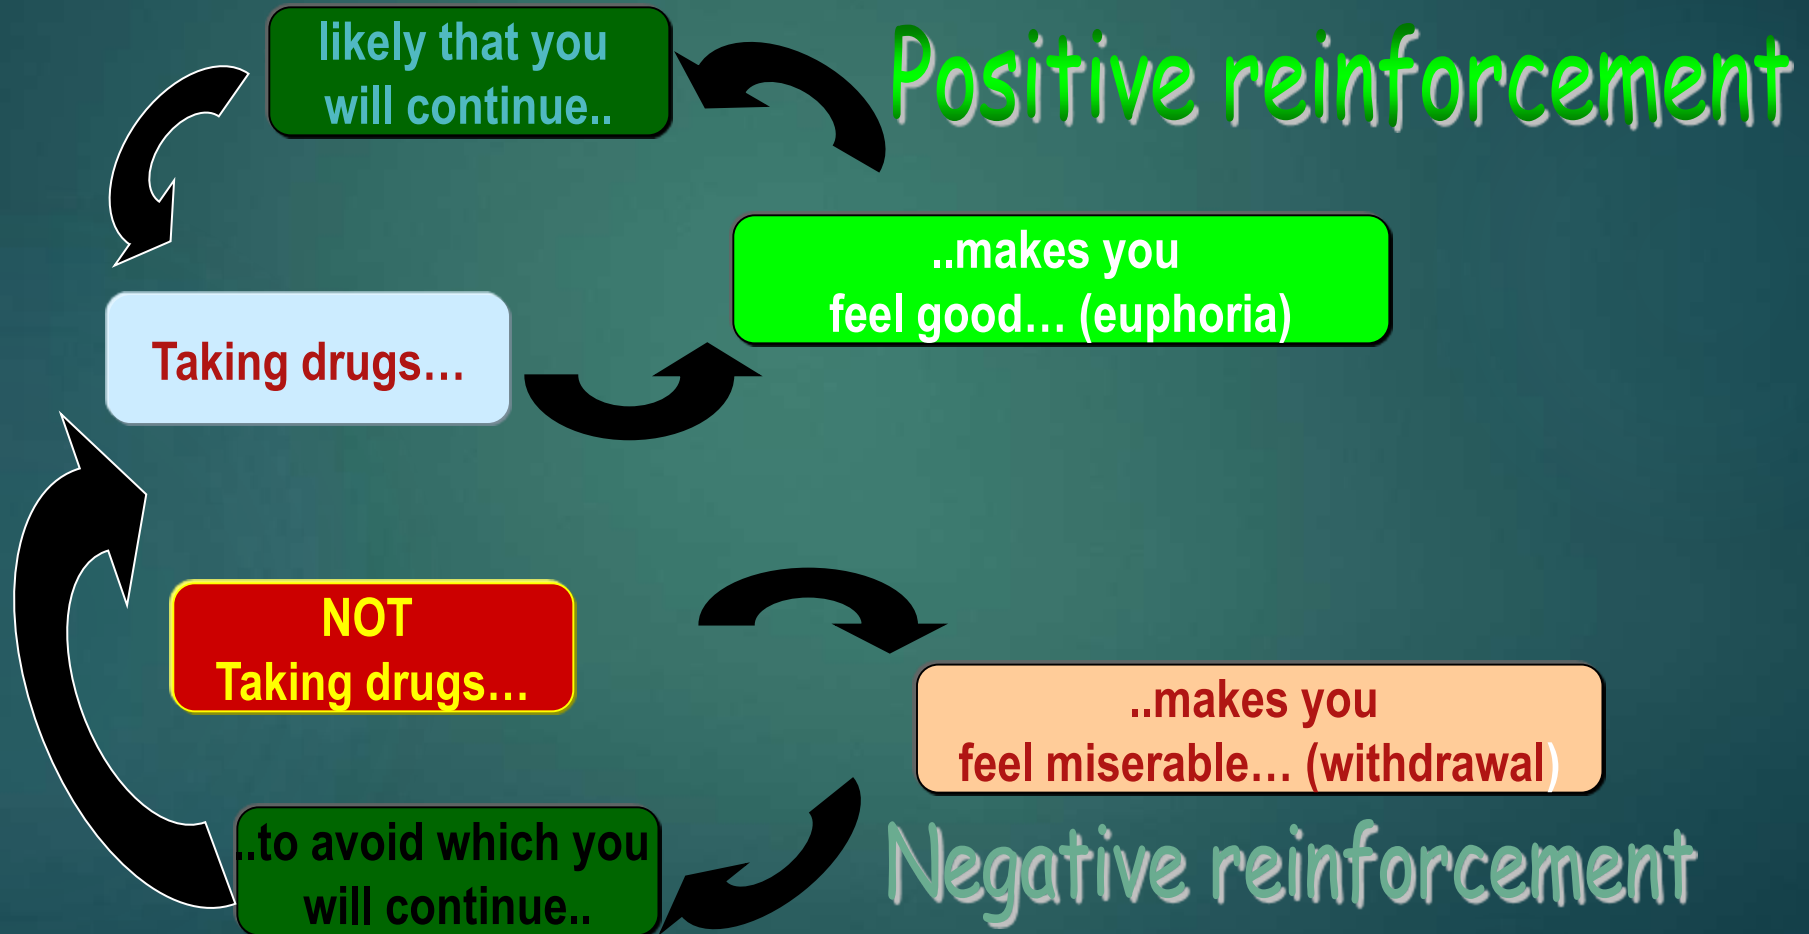 Positive reinforcement
likely that you
will continue..
..makes you
feel good… (euphoria)
Taking drugs…
NOT
Taking drugs…
..makes you
feel miserable… (withdrawal)
..to avoid which you
will continue..
Negative reinforcement